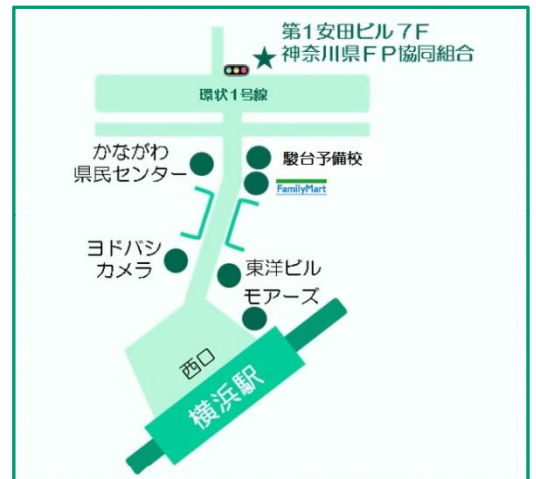 第1安田ビル7F
神奈川県FP協同組合
環状1号線
かながわ
県民センター
駿台予備校
FamilyMart
ヨドバシ
カメラ
東洋ビル
モアーズ
西口
横浜駅